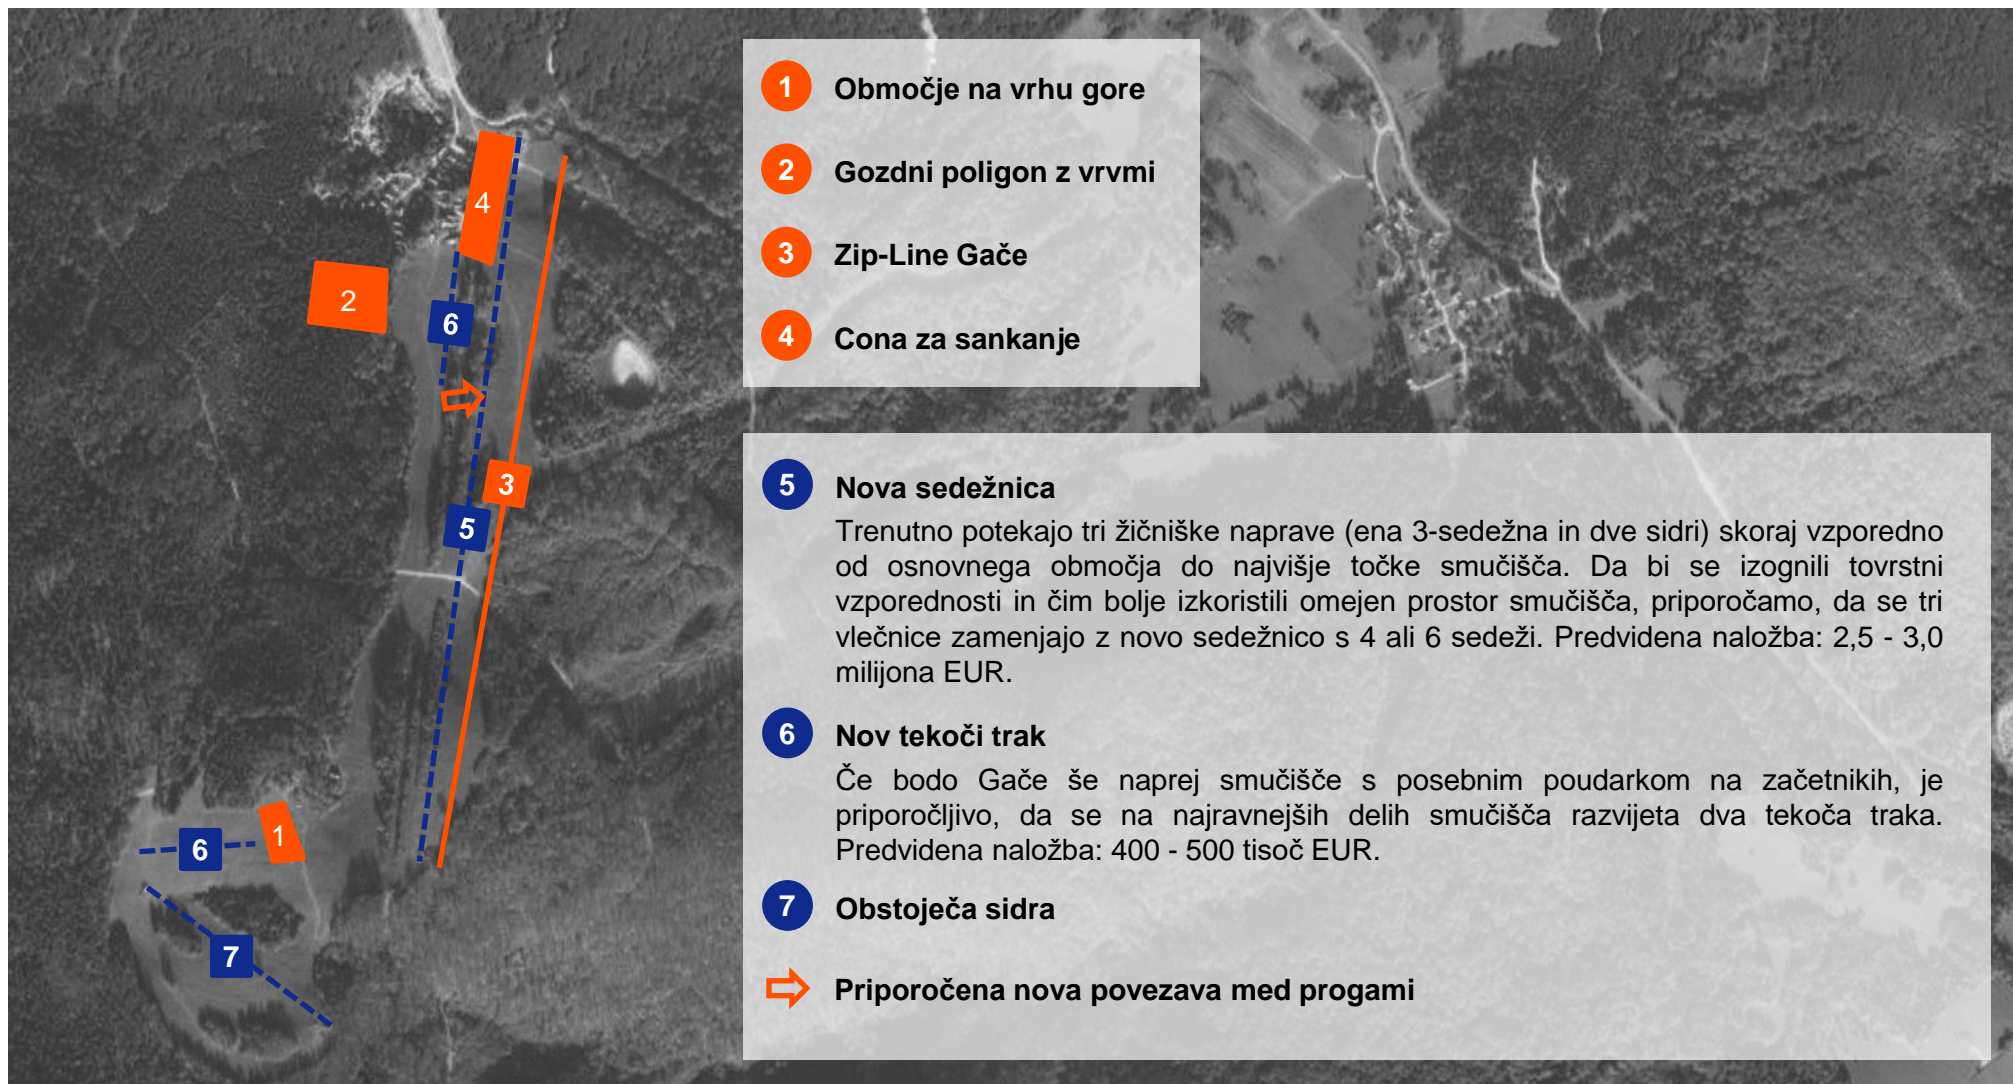 1 Območje na vrhu gore
2 Gozdni poligon z vrvmi
3 Zip-Line Gače
4 Cona za sankanje
4
2
6
3
5
1
6
7
5 Nova sedežnica
Trenutno potekajo tri žičniške naprave (ena 3-sedežna in dve sidri) skoraj vzporedno
od osnovnega območja do najvišje točke smučišča. Da bi se izognili tovrstni
vzporednosti in čim bolje izkoristili omejen prostor smučišča, priporočamo, da se tri
vlečnice zamenjajo z novo sedežnico s 4 ali 6 sedeži. Predvidena naložba: 2,5 - 3,0
milijona EUR.
6 Nov tekoči trak
Če bodo Gače še naprej smučišče s posebnim poudarkom na začetnikih, je
priporočljivo, da se na najravnejših delih smučišča razvijeta dva tekoča traka.
Predvidena naložba: 400 - 500 tisoč EUR.
7 Obstoječa sidra
Priporočena nova povezava med progami